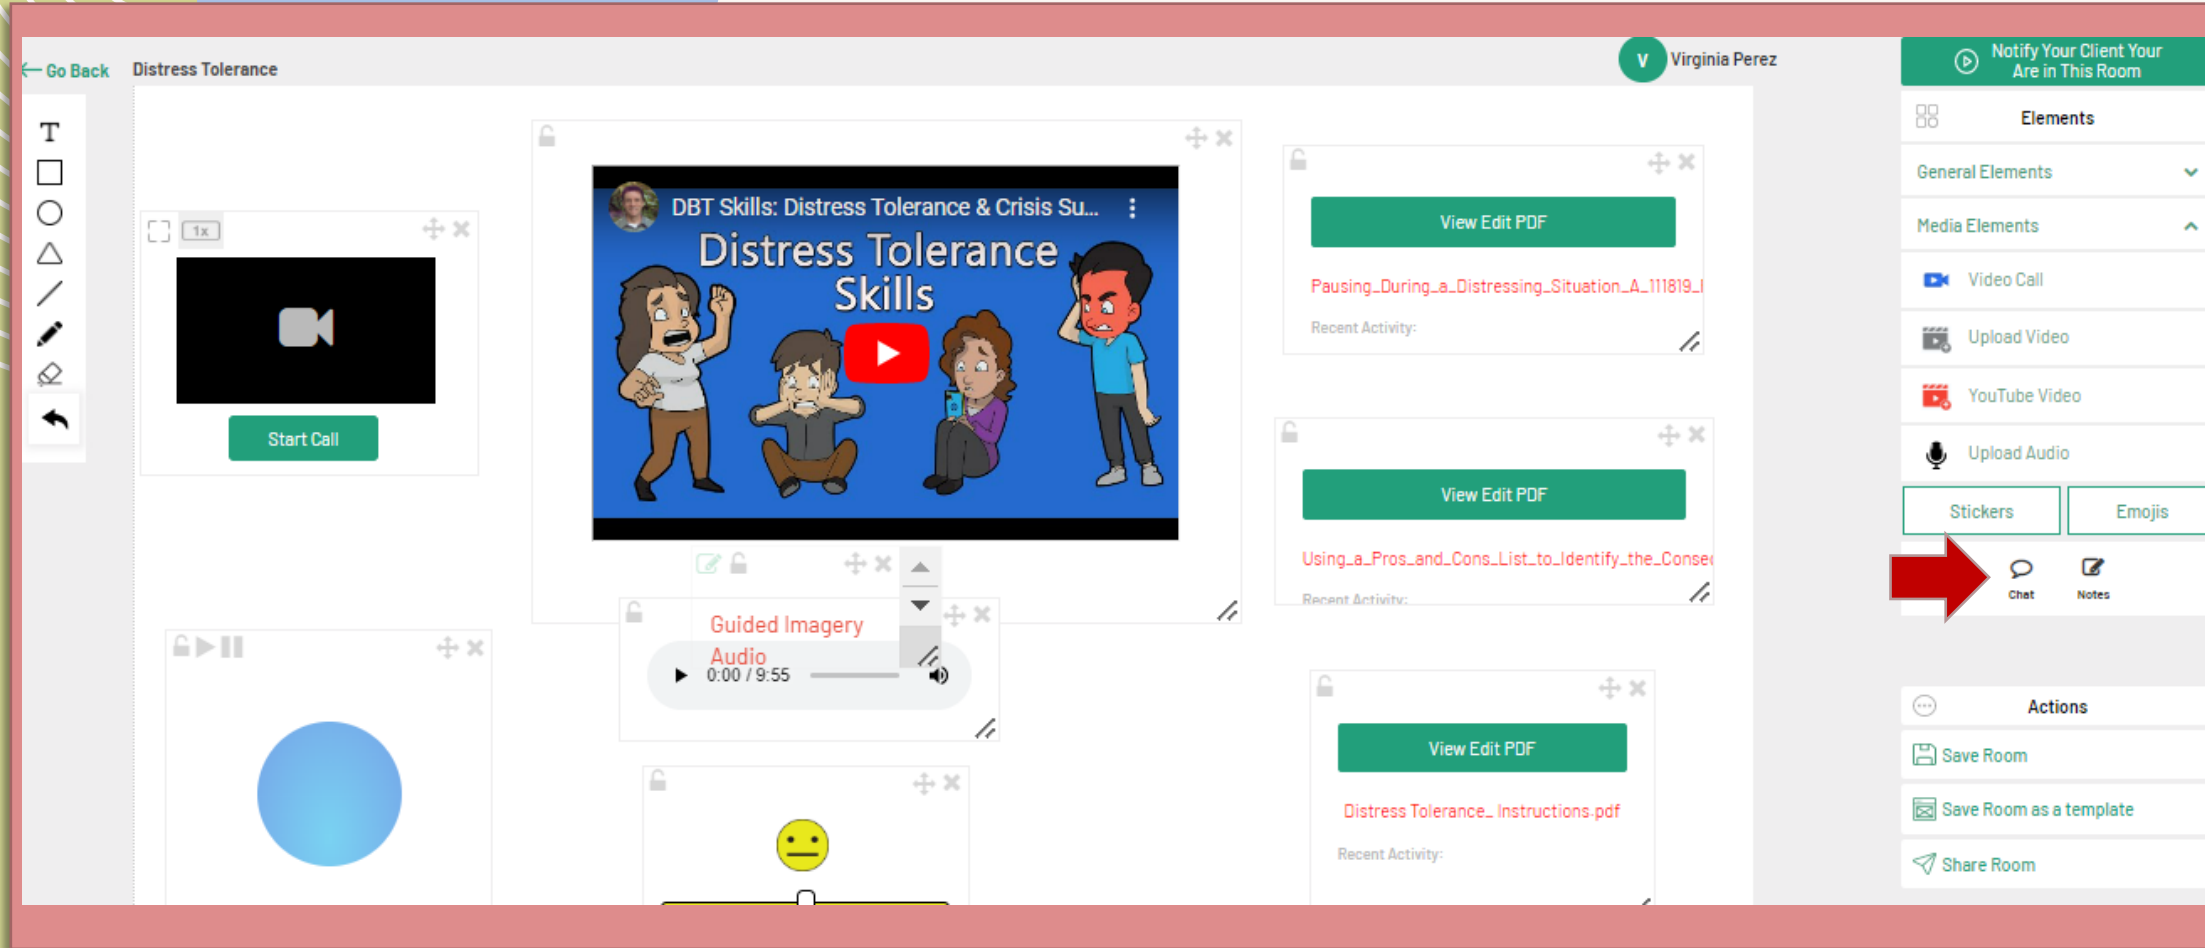 Go Back
Distress Tolerance
V
Virginia Perez
T
1x
Start Call
DBT Skills: Distress Tolerance & Crisis Su...
Distress Tolerance
Skills
Guided Imagery
Audio
0:00 / 9:55
View Edit PDF
Pausing_During_a_Distressing_Situation_A_111819_
Recent Activity:
View Edit PDF
Using_a_Pros_and_Cons_List_to_Identify_the_Conse
Recent Activity:
View Edit PDF
Distress Tolerance_ Instructions.pdf
Recent Activity:
Notify Your Client Your
Are in This Room
Elements
General Elements
Media Elements
Video Call
Upload Video
YouTube Video
Upload Audio
Stickers
Emojis
Chat
Notes
Actions
Save Room
Save Room as a template
Share Room